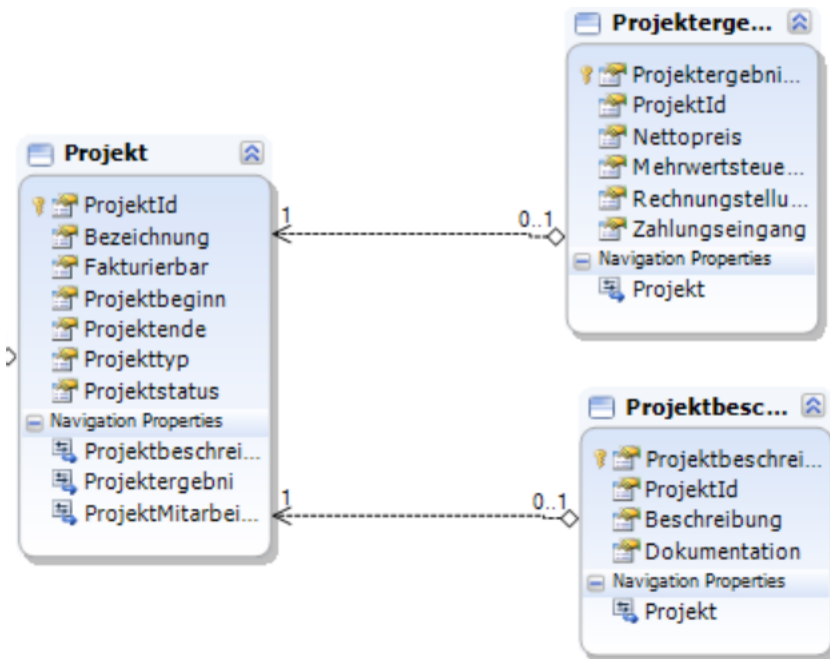 Projekt
ProjektId
Bezeichnung
Fakturierbar
Projektbeginn
Projektende
Projekttyp
Projektstatus
Navigation Properties
Projektbeschrei...
Projektergebni
ProjektMitarbei...
1
0..1
1
0..1
Projekterge...
Projektergebni...
ProjektId
Nettopreis
Mehrwertsteue...
Rechnungstellu...
Zahlungseingang
Navigation Properties
Projekt
Projektbesc...
Projektbeschrei...
ProjektId
Beschreibung
Dokumentation
Navigation Properties
Projekt